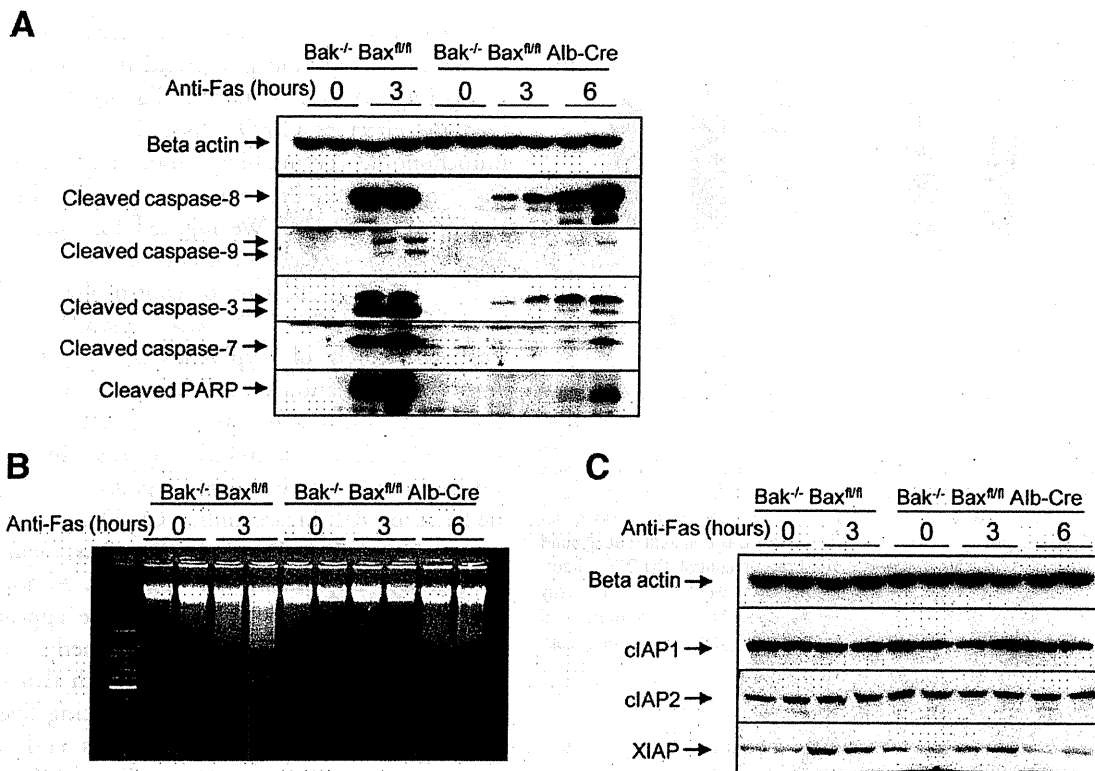 A
Bak-/- Baxfl/fl Bak-/- Baxfl/fl Alb-Cre
Anti-Fas (hours) 0 3 0 3 6
Beta actin
Cleaved caspase-8
Cleaved caspase-9
Cleaved caspase-3
Cleaved caspase-7
Cleaved PARP
B
Bak-/- Baxfl/fl Bak-/- Baxfl/fl Alb-Cre
Anti-Fas (hours) 0 3 0 3 6
C
Bak-/- Baxfl/fl Bak-/- Baxfl/fl Alb-Cre
Anti-Fas (hours) 0 3 0 3 6
Beta actin
cIAP1
cIAP2
XIAP